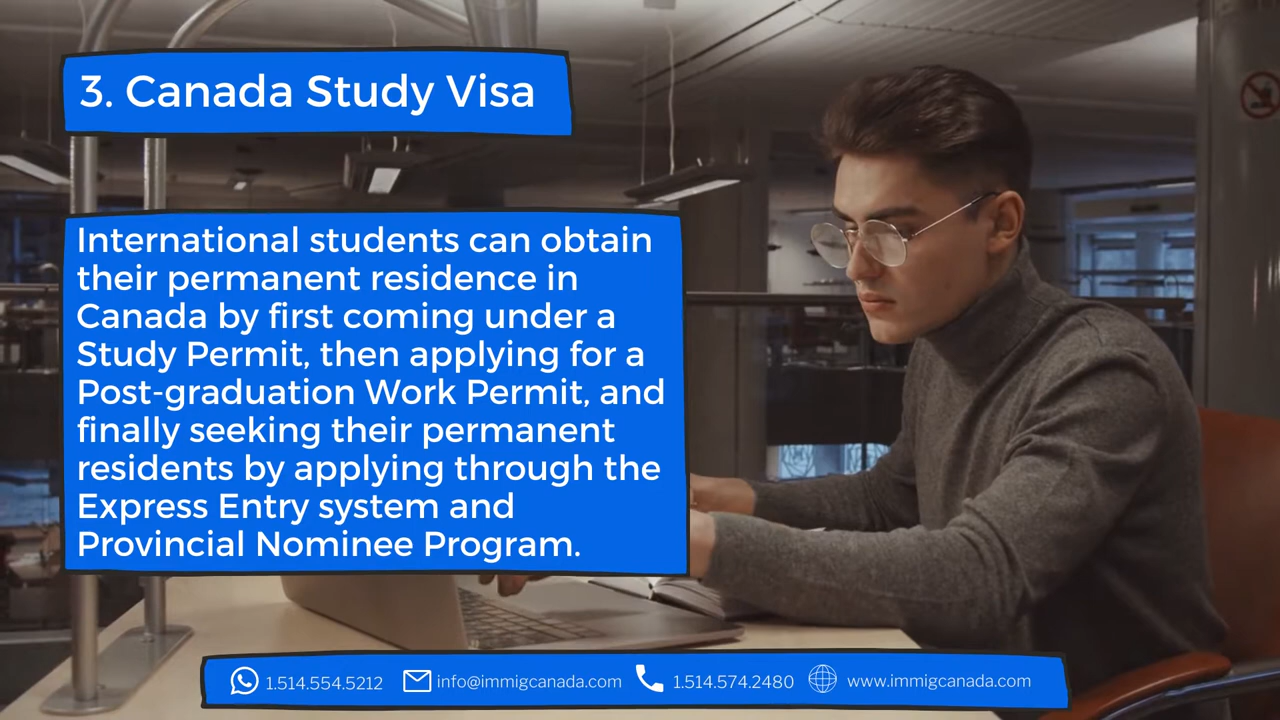 3. Canada Study Visa
International students can obtain
their permanent residence in
Canada by first coming under a
Study Permit, then applying for a
Post-graduation Work Permit, and
finally seeking their permanent
residents by applying through the
Express Entry system and
Provincial Nominee Program.
1.514.554.5212 info@immigcanada.com 1.514.574.2480 www.immigcanada.com